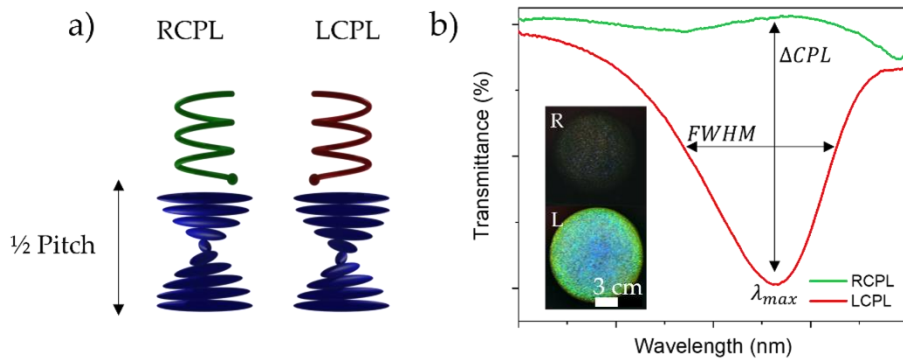 a)
RCPL
LCPL
½ Pitch
b)
Transmittance (%)
ΔCPL
FWHM
R
L
3 cm
λmax
RCPL
LCPL
Wavelength (nm)